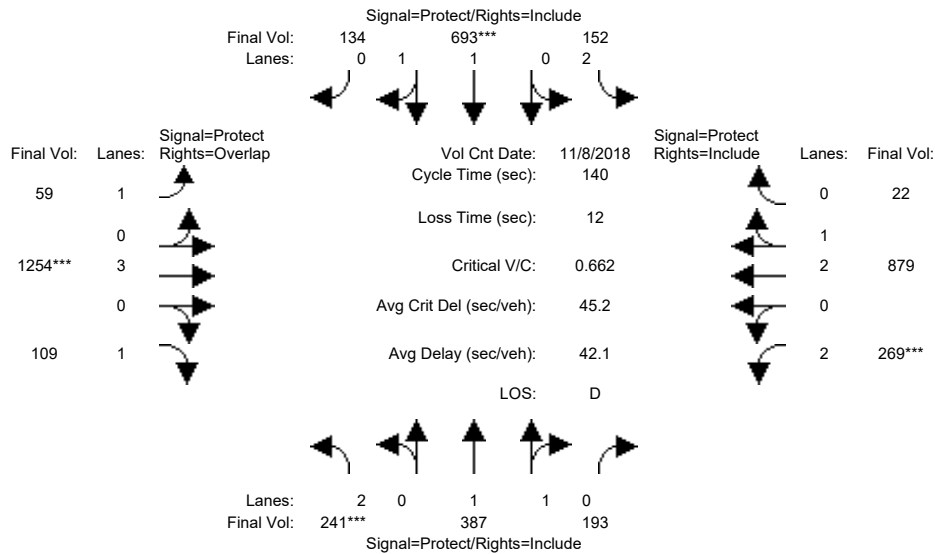 Signal=Protect/Rights=Include
Final Vol: 134 693*** 152
Lanes: 0 1 1 0 2
Signal=Protect
Final Vol: Lanes: Rights=Overlap
Vol Cnt Date: 11/8/2018
Signal=Protect
Rights=Include Lanes: Final Vol:
Cycle Time (sec): 140
59 1
0 22
Loss Time (sec): 12
0
1
1254*** 3
Critical V/C: 0.662
2 879
0
Avg Crit Del (sec/veh): 45.2
0
109 1
Avg Delay (sec/veh): 42.1
2 269***
LOS: D
Lanes: 2 0 1 1 0
Final Vol: 241*** 387 193
Signal=Protect/Rights=Include